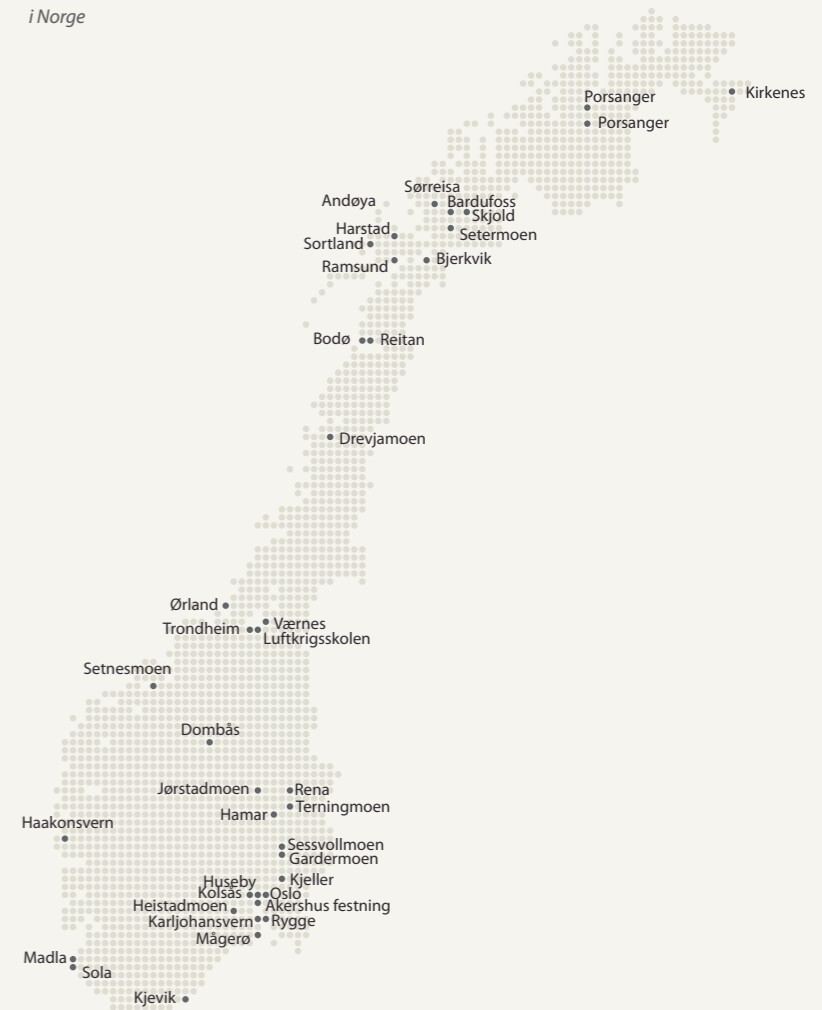 i Norge
Kirkenes
Porsanger
Porsanger
Sørreisa
Andøya
Bardufoss
Skjold
Harstad
Setermoen
Sortland
Bjerkvik
Ramsund
Bodø
Reitan
Drevjamoen
Ørland
Værnes
Trondheim
Luftkrigsskolen
Setnesmoen
Dombås
Jørstadmoen
Rena
Terningmoen
Hamar
Haakonsvern
Sessvollmoen
Gardermoen
Huseby
Kjeller
Kolsås
Oslo
Heistadmoen
Akershus festning
Karljohansvern
Rygge
Mågerø
Madla
Sola
Kjevik